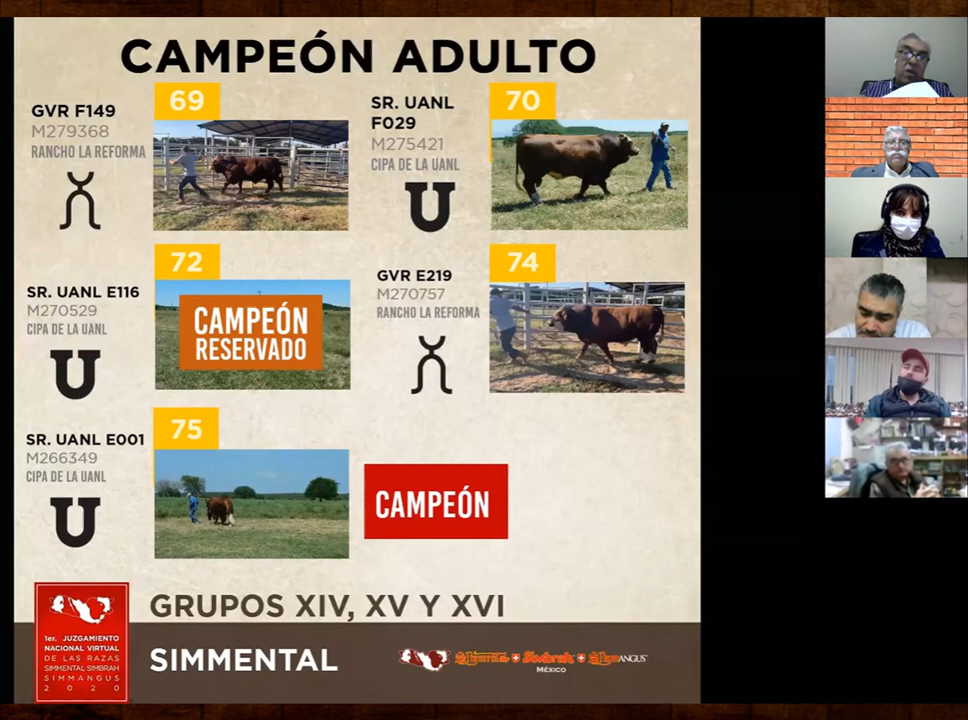 CAMPEÓN ADULTO
69
GVR F149
M279368
RANCHO LA REFORMA
70
SR. UANL
F029
M275421
CIPA DE LA UANL
U
72
SR. UANL E116
M270529
CIPA DE LA UANL
U
CAMPEÓN
RESERVADO
74
GVR E219
M270757
RANCHO LA REFORMA
75
SR. UANL E001
M266349
CIPA DE LA UANL
U
CAMPEÓN
GRUPOS XIV, XV Y XVI
SIMMENTAL
1er. JUZGAMIENTO
NACIONAL VIRTUAL
DE LAS RAZAS
SIMMENTAL SIMBRAH
SIMMANGUS
2020
Simmental Simbrah SimmANGUS
MÉXICO